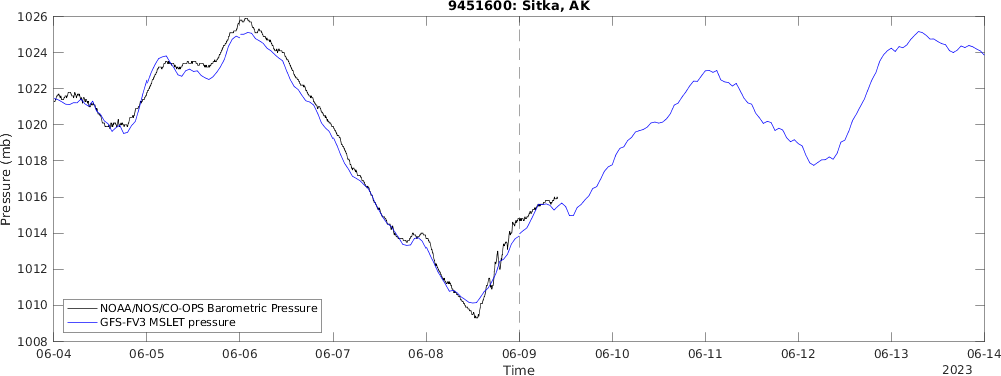 9451600: Sitka, AK
Pressure (mb)
1026
1024
1022
1020
1018
1016
1014
1012
1010
1008
NOAA/NOS/CO-OPS Barometric Pressure
GFS-FV3 MSLET pressure
06-04 06-05 06-06 06-07 06-08 06-09 06-10 06-11 06-12 06-13 06-14
Time
2023